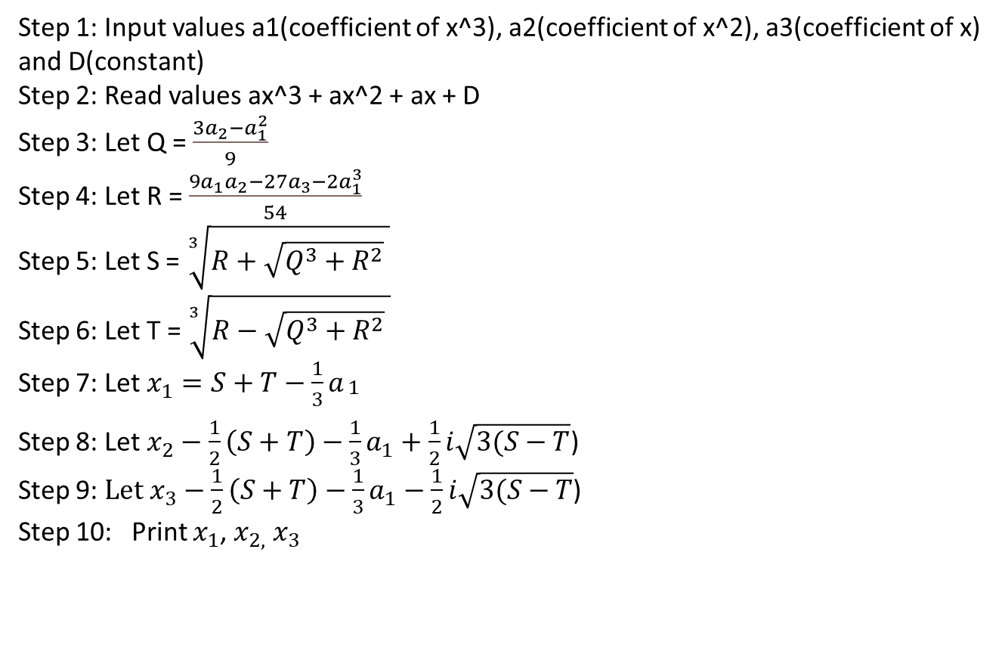 Step 1: Input values a1(coefficient of x^3), a2(coefficient of x^2), a3(coefficient of x)
and D(constant)
Step 2: Read values ax^3 + ax^2 + ax + D
Step 3: Let Q = \frac{3a_2-a_1^2}{9}
Step 4: Let R = \frac{9a_1a_2-27a_3-2a_1^3}{54}
Step 5: Let S = \sqrt[3]{R + \sqrt{Q^3 + R^2}}
Step 6: Let T = \sqrt[3]{R - \sqrt{Q^3 + R^2}}
Step 7: Let x_1 = S + T - \frac{1}{3} a_1
Step 8: Let x_2 - \frac{1}{2}(S + T) - \frac{1}{3} a_1 + \frac{1}{2} i\sqrt{3(S - T})
Step 9: Let x_3 - \frac{1}{2}(S + T) - \frac{1}{3} a_1 - \frac{1}{2} i\sqrt{3(S - T})
Step 10: Print x_1, x_2, x_3